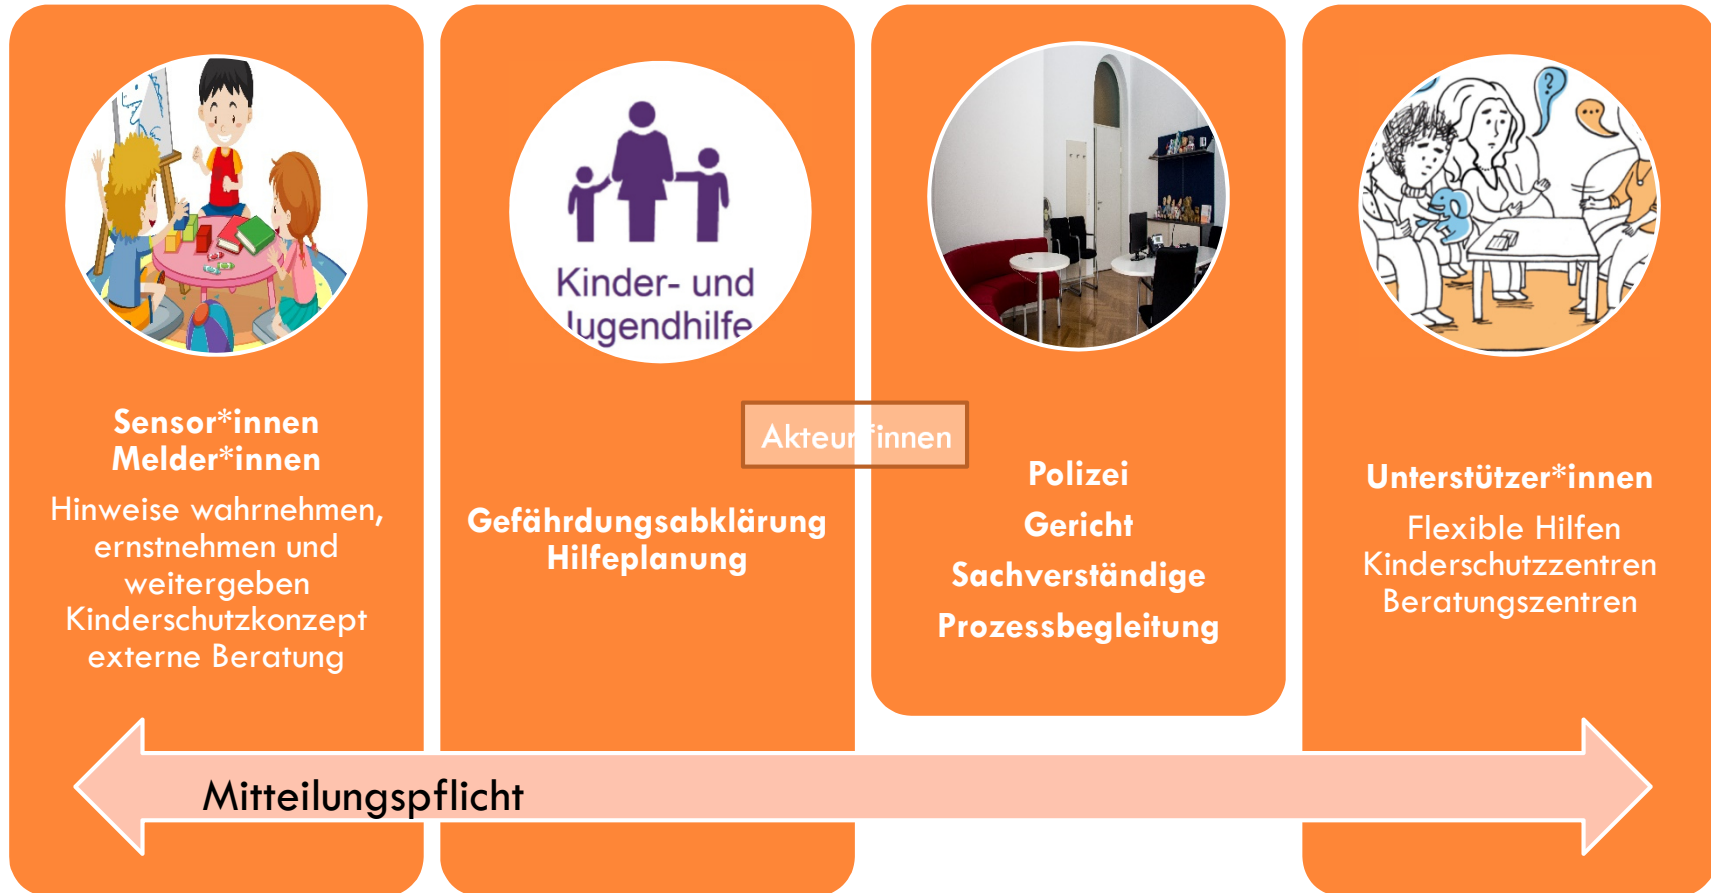 Sensor*innen
Melder*innen
Hinweise wahrnehmen,
ernstnehmen und
weitergeben
Kinderschutzkonzept
externe Beratung
Kinder- und
Jugendhilfe
Gefährdungsabklärung
Hilfeplanung
Akteur*innen
Polizei
Gericht
Sachverständige
Prozessbegleitung
?
...
Unterstützer*innen
Flexible Hilfen
Kinderschutzzentren
Beratungszentren
Mitteilungspflicht